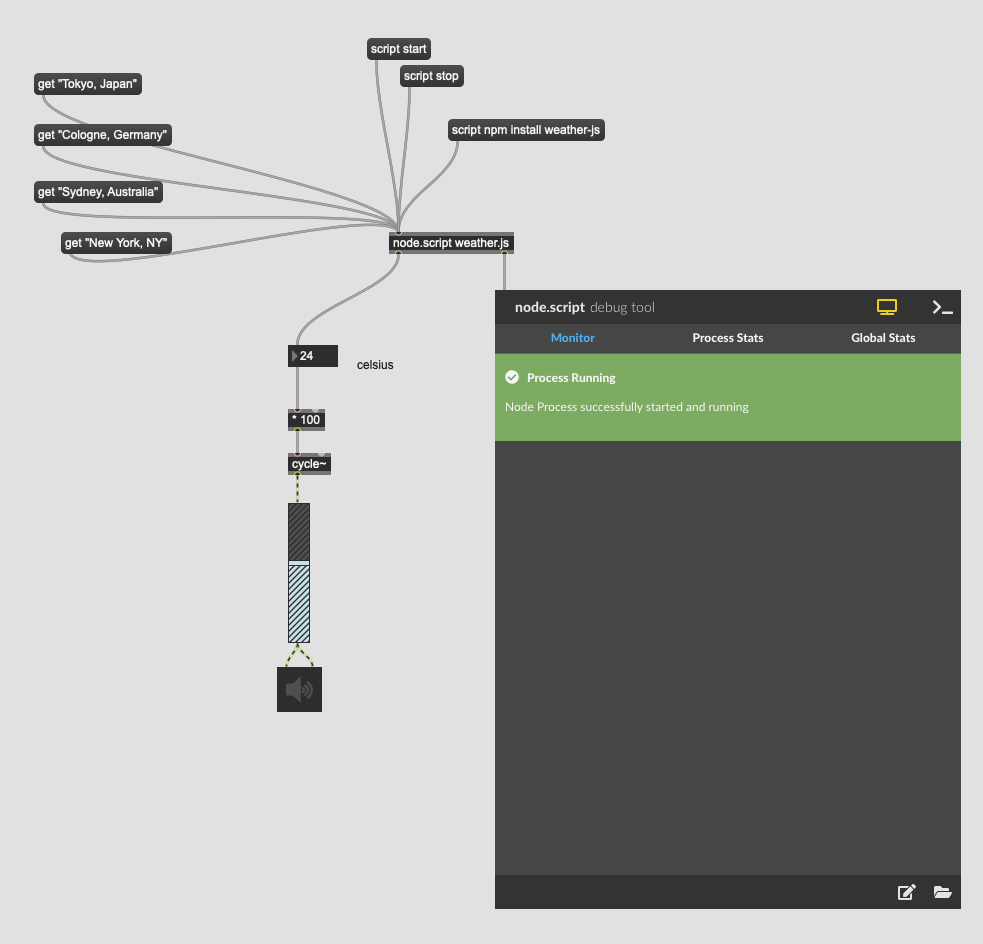 script start
script stop
get "Tokyo, Japan"
script npm install weather-js
get "Cologne, Germany"
get "Sydney, Australia"
get "New York, NY"
node.script weather.js
node.script debug tool
Monitor
Process Stats
Global Stats
24
celsius
Process Running
Node Process successfully started and running
* 100
cycle~